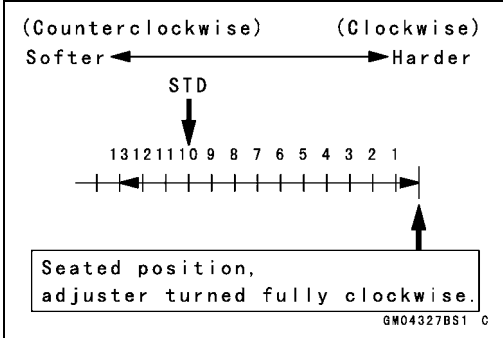 (Counterclockwise) (Clockwise)
Softer Harder
STD
13 12 11 10 9 8 7 6 5 4 3 2 1
Seated position,
adjuster turned fully clockwise.
GM04327BS1 C